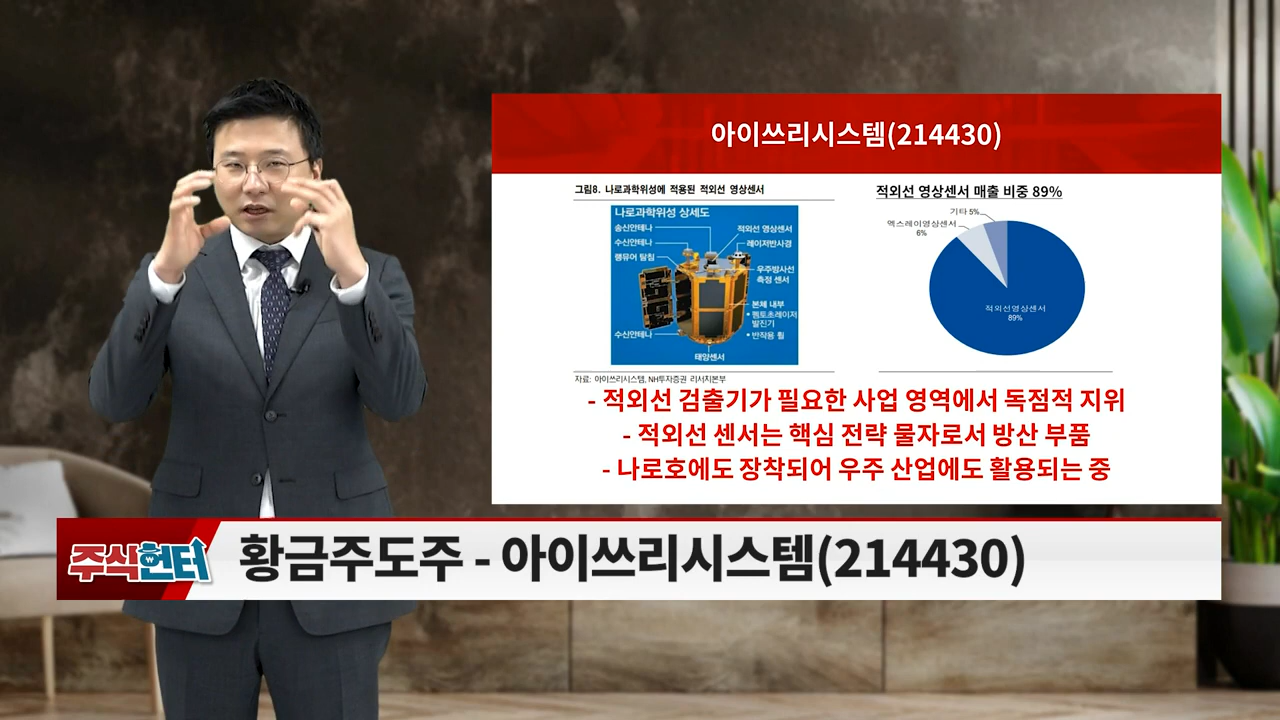 아이쓰리시스템(214430)
그림8. 나로과학위성에 적용된 적외선 영상센서
나로과학위성 상세도
송신안테나
수신안테나
랭뮤어 탐침
수신안테나
적외선 영상센서
레이저반사경
우주방사선
측정 센서
본체 내부
• 펨토초레이저
발진기
• 반작용 휠
태양센서
자료: 아이쓰리시스템, NH투자증권 리서치본부
적외선 영상센서 매출 비중 89%
기타 5%
엑스레이영상센서
6%
적외선영상센서
89%
- 적외선 검출기가 필요한 사업 영역에서 독점적 지위
- 적외선 센서는 핵심 전략 물자로서 방산 부품
- 나로호에도 장착되어 우주 산업에도 활용되는 중
주식헌터
황금주도주 - 아이쓰리시스템(214430)